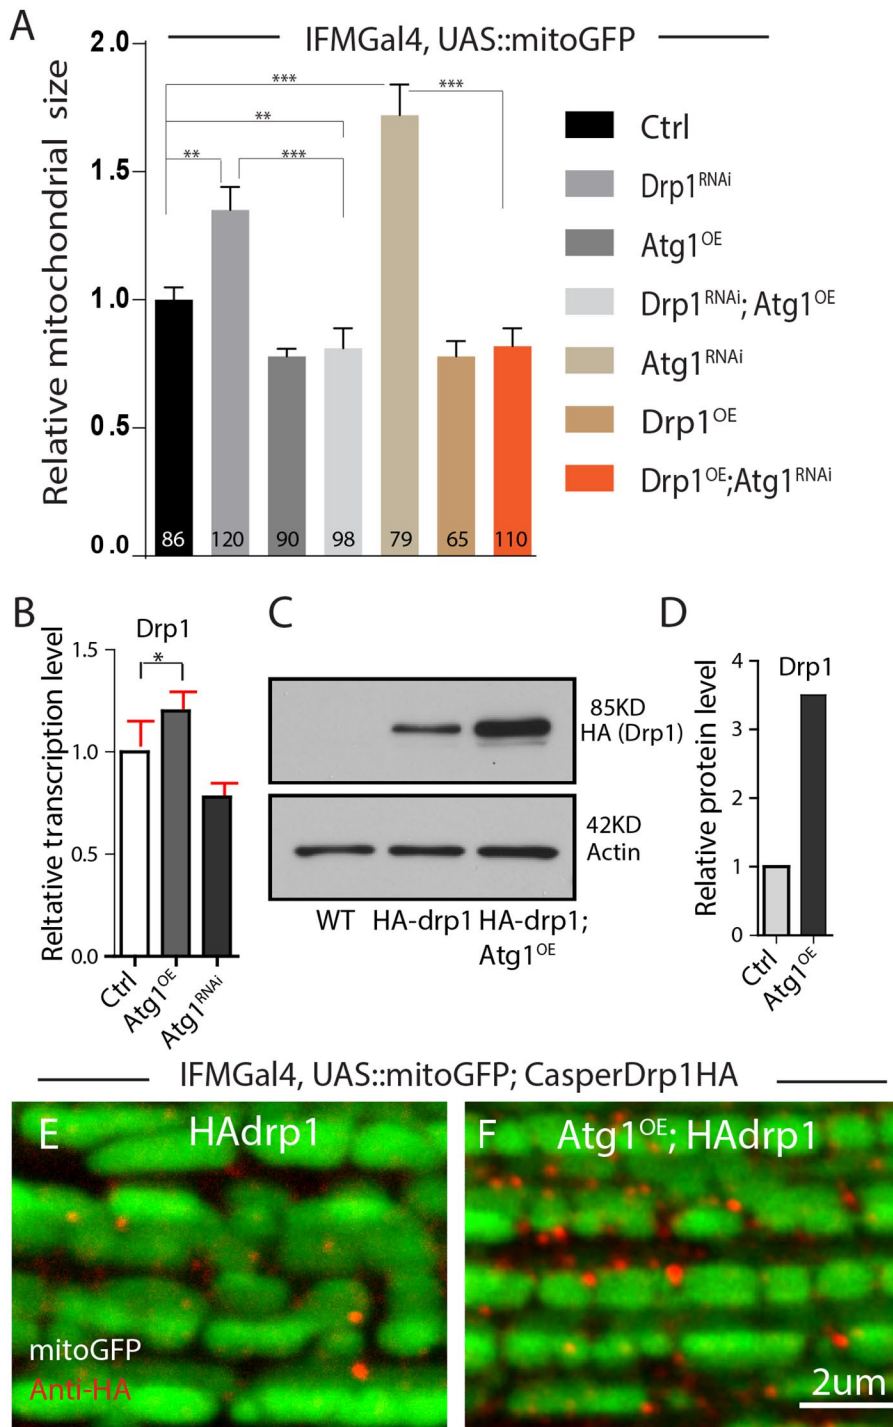 A
IFMGal4, UAS::mitoGFP
Relative mitochondrial size
2.0
1.5
1.0
0.5
0.0
***
**
***
**
***
86 120 90 98 79 65 110
Ctrl
Drp1RNAi
Atg1OE
Drp1RNAi; Atg1OE
Atg1RNAi
Drp1OE
Drp1OE;Atg1RNAi
B
Drp1
Reltative transcription level
1.5
1.0
0.5
0.0
*
Ctrl
Atg1OE
Atg1RNAi
C
85KD
HA (Drp1)
42KD
Actin
WT HA-drp1 HA-drp1;
Atg1OE
D
Drp1
Relative protein level
4
3
2
1
0
Ctrl
Atg1OE
IFMGal4, UAS::mitoGFP; CasperDrp1HA
E HAdrp1
mitoGFP
Anti-HA
F Atg1OE; HAdrp1
2um